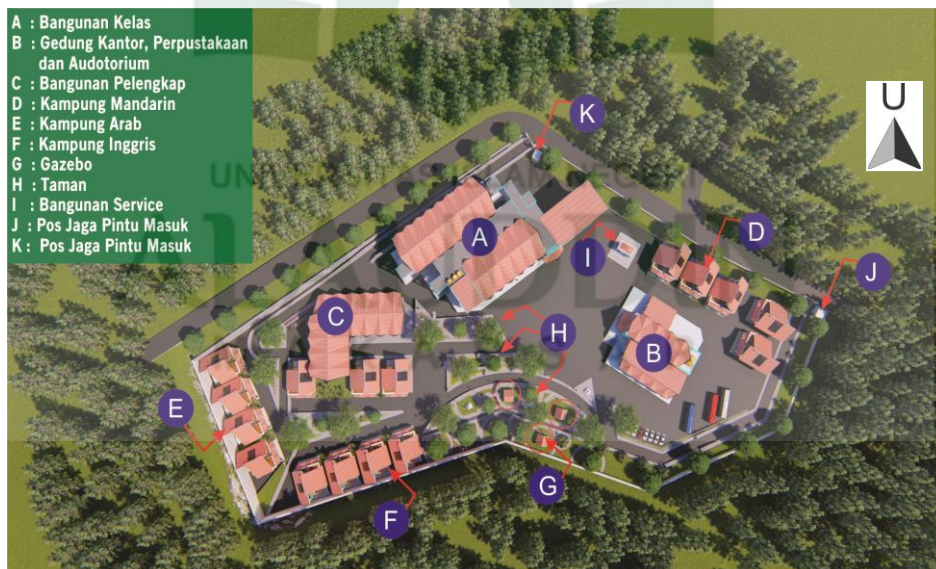 A : Bangunan Kelas
B : Gedung Kantor, Perpustakaan
dan Audotorium
C : Bangunan Pelengkap
D : Kampung Mandarin
E : Kampung Arab
F : Kampung Inggris
G : Gazebo
H : Taman
I : Bangunan Service
J : Pos Jaga Pintu Masuk
K : Pos Jaga Pintu Masuk
U
K
A
D
I
J
C
H
B
E
G
F